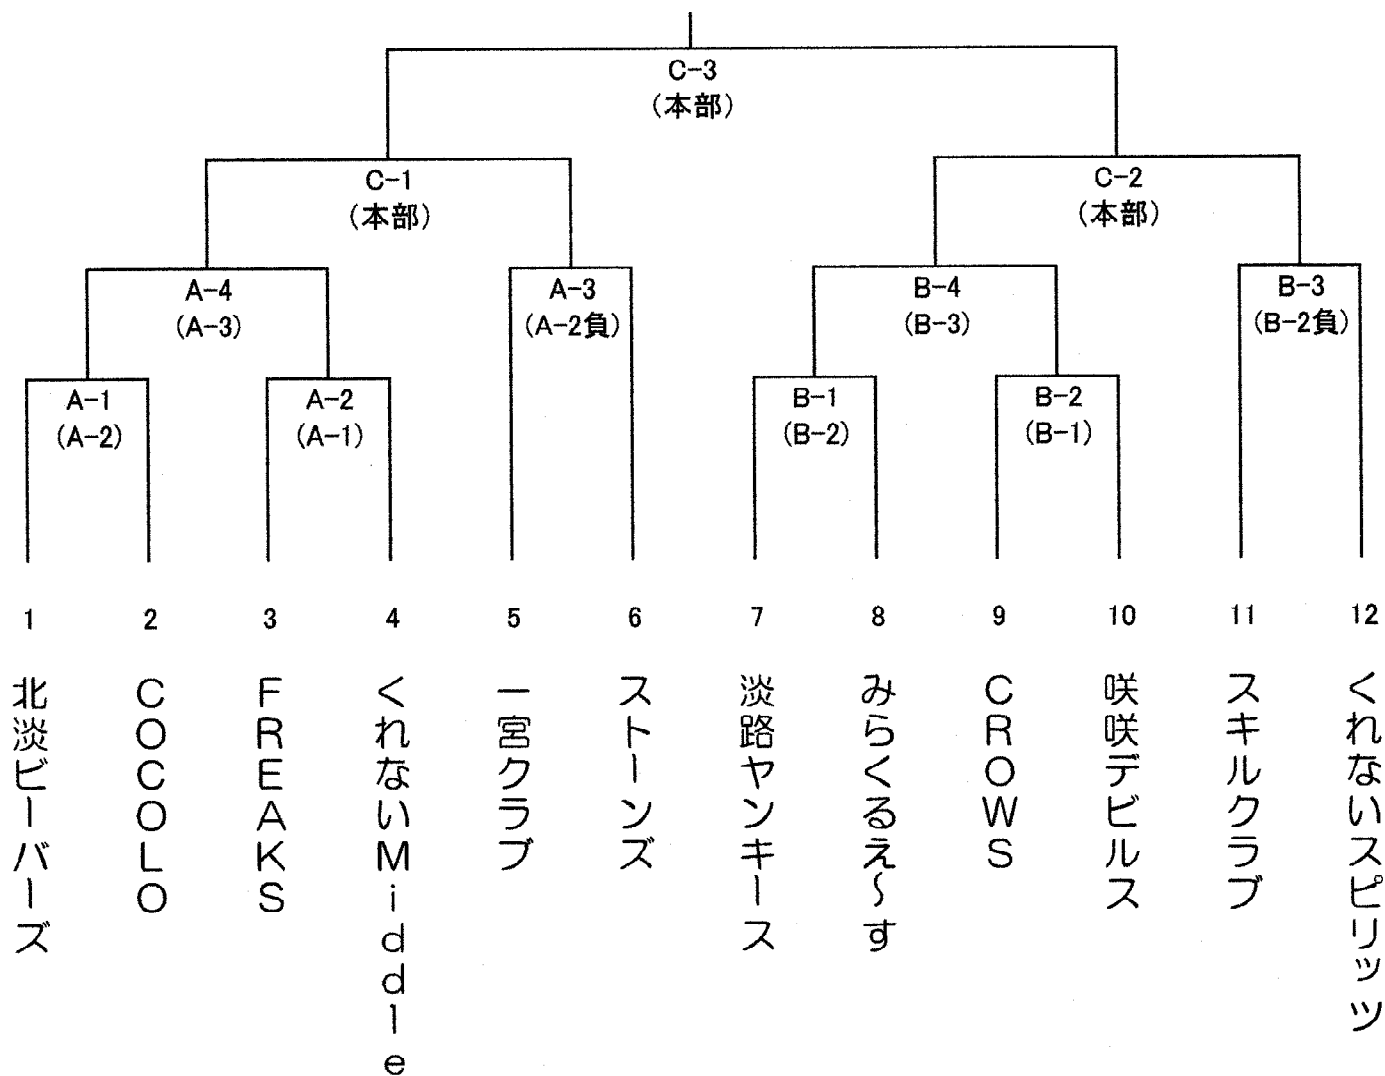 C-3
(本部)
C-1
(本部)
C-2
(本部)
A-4
(A-3)
A-3
(A-2負)
B-4
(B-3)
B-3
(B-2負)
A-1
(A-2)
A-2
(A-1)
B-1
(B-2)
B-2
(B-1)
1
2
3
4
5
6
7
8
9
10
11
12
北淡ビーバーズ
COCOLO
FREAKS
くれないMiddle
一宮クラブ
ストーンズ
淡路ヤンキース
みらくるえ～す
CROWS
咲咲デビルス
スキルクラブ
くれないスピリッツ